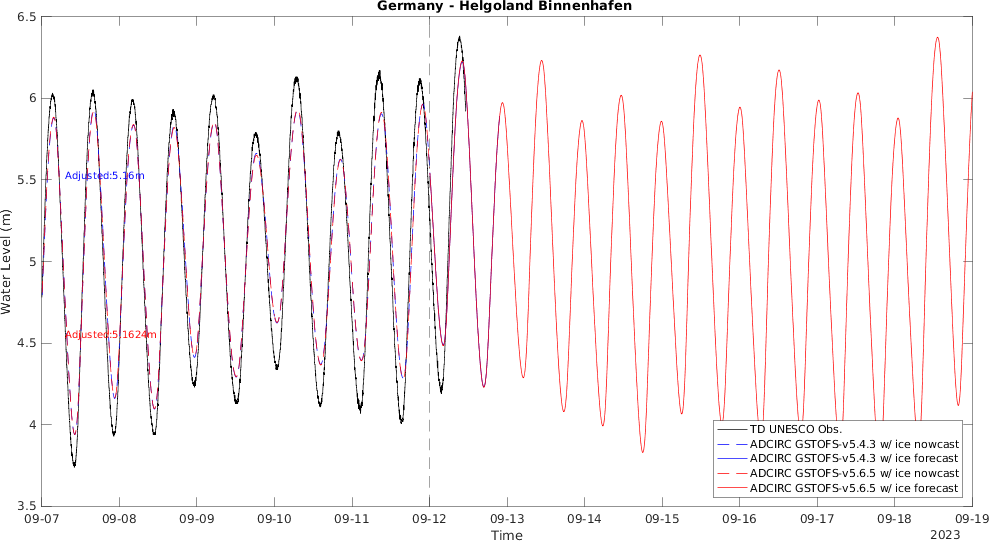 Germany - Helgoland Binnenhafen
6.5
6
5.5
5
4.5
4
3.5
Water Level (m)
Adjusted:5.16m
Adjusted:5.1624m
TD UNESCO Obs.
ADCIRC GSTOFS-v5.4.3 w/ ice nowcast
ADCIRC GSTOFS-v5.4.3 w/ ice forecast
ADCIRC GSTOFS-v5.6.5 w/ ice nowcast
ADCIRC GSTOFS-v5.6.5 w/ ice forecast
09-07 09-08 09-09 09-10 09-11 09-12 09-13 09-14 09-15 09-16 09-17 09-18 09-19
Time
2023